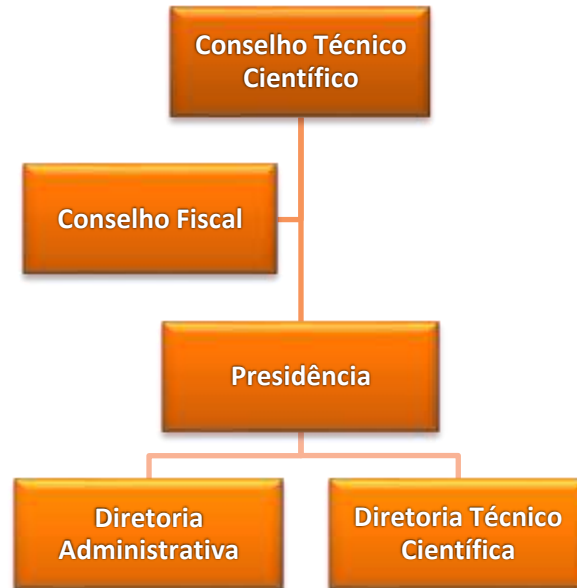 Conselho Técnico
Científico
Conselho Fiscal
Presidência
Diretoria
Administrativa
Diretoria Técnico
Científica